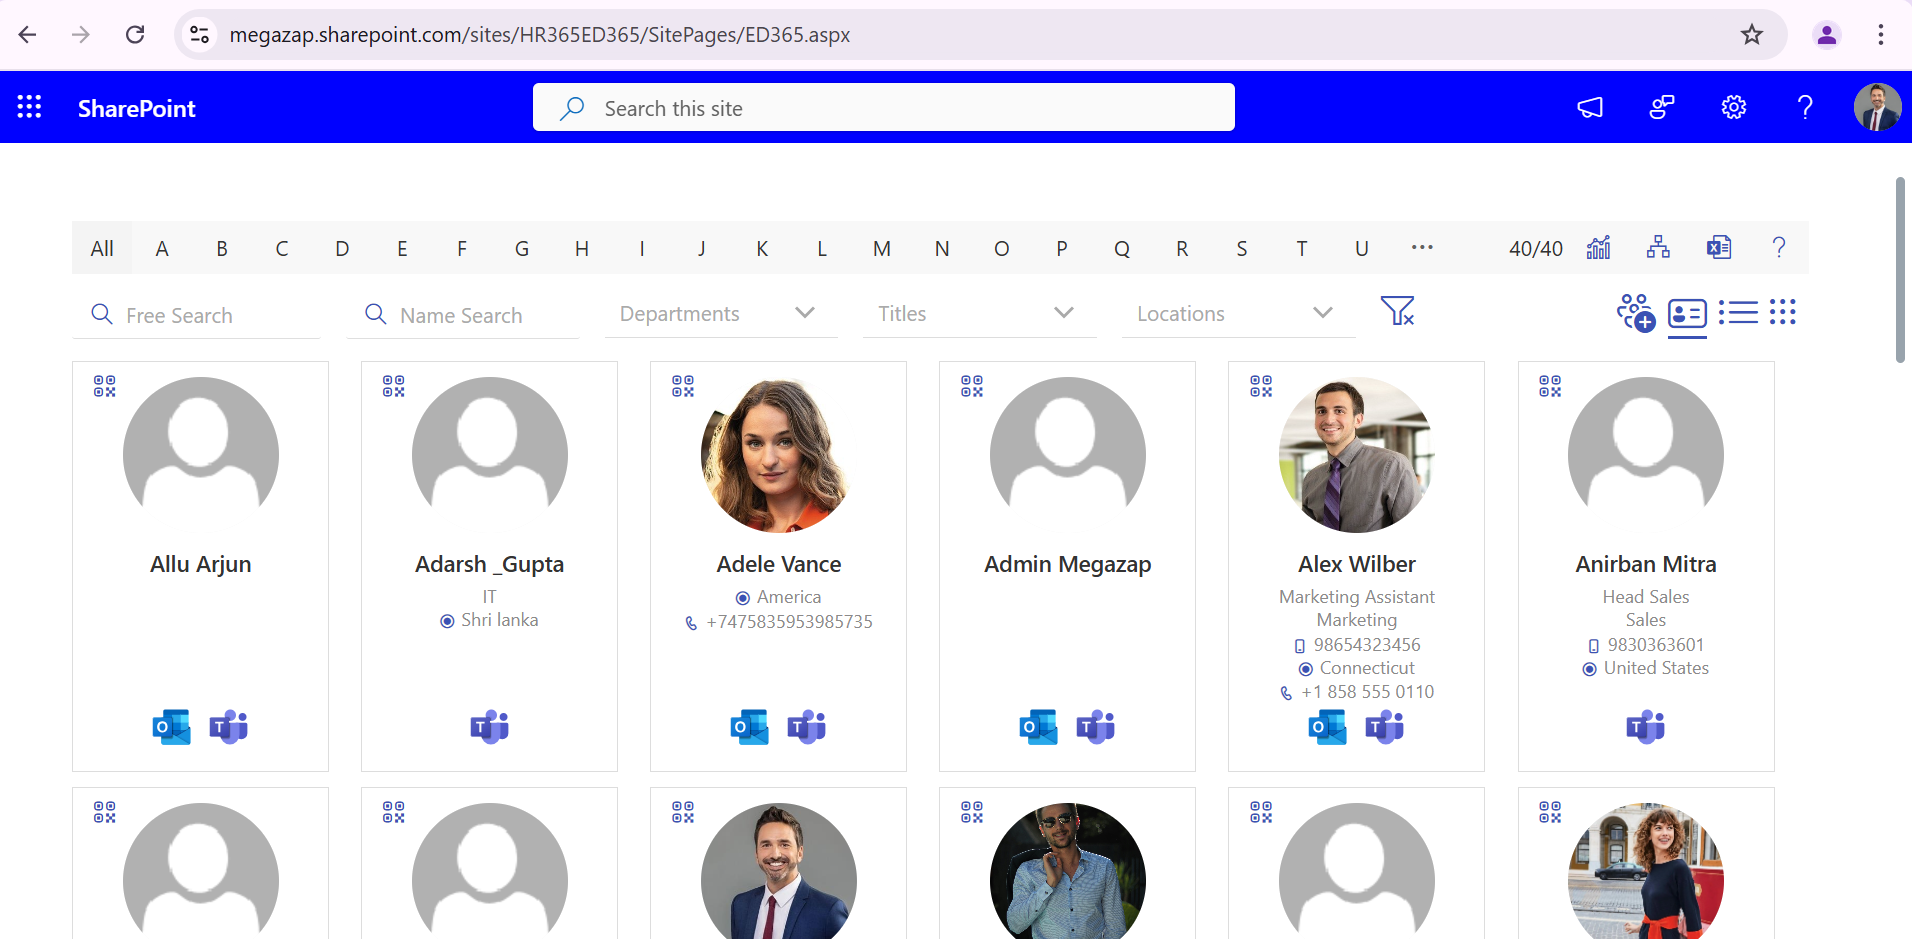 megazap.sharepoint.com/sites/HR365ED365/SitePages/ED365.aspx
SharePoint
Search this site
All A B C D E F G H I J K L M N O P Q R S T U ... 40/40
Free Search Name Search Departments Titles Locations
Allu Arjun
Adarsh _Gupta
IT
Shri lanka
Adele Vance
America
+7475835953985735
Admin Megazap
Alex Wilber
Marketing Assistant
Marketing
98654323456
Connecticut
+1 858 555 0110
Anirban Mitra
Head Sales
Sales
9830363601
United States